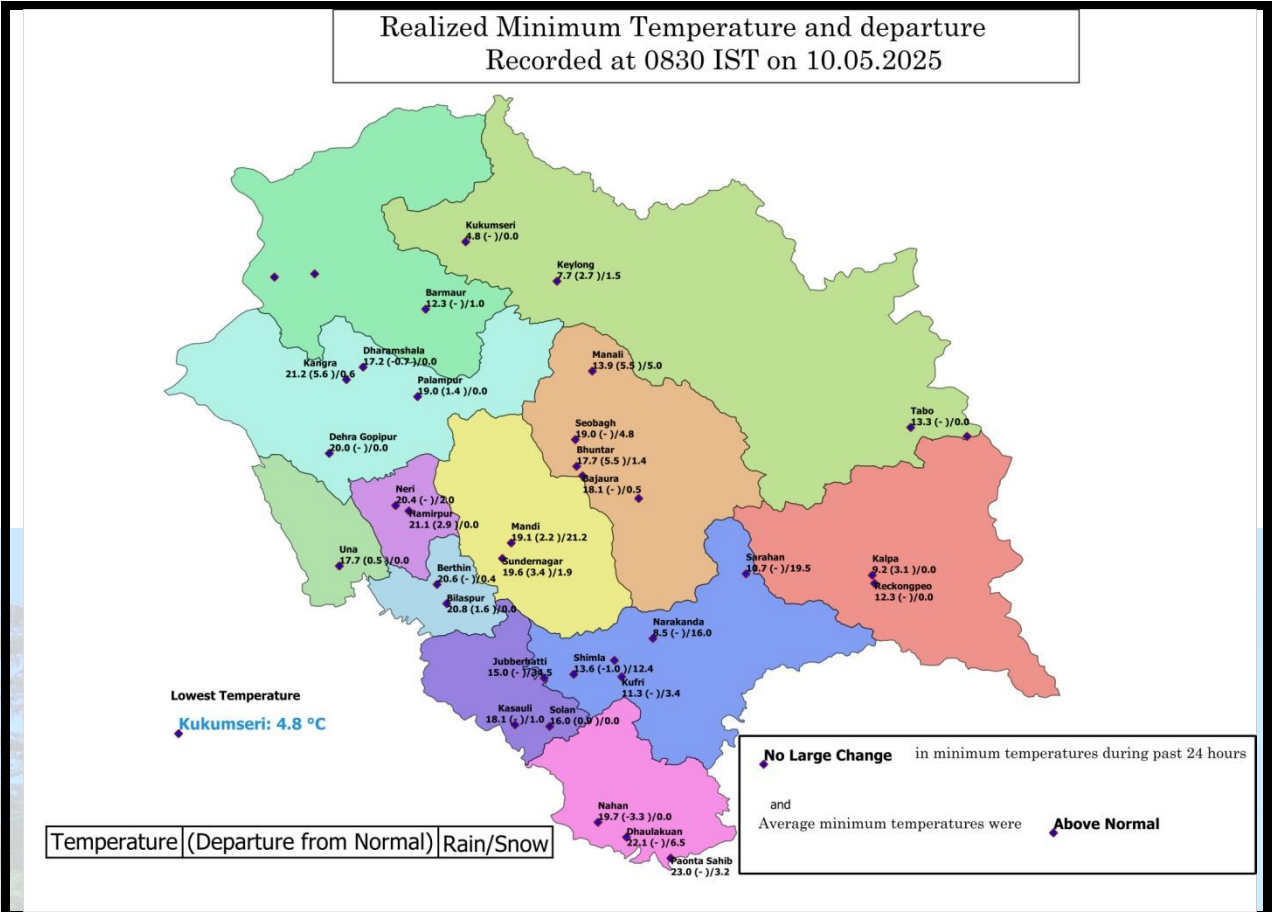 Realized Minimum Temperature and departure
Recorded at 0830 IST on 10.05.2025
Kukumseri
4.8 (- )/0.0
Keylong
7.7 (2.7 )/1.5
Barmaur
12.3 (- )/1.0
Dharamshala
17.2 (-0.7 )/0.0
Kangra
21.2 (5.6 )/0.6
Palampur
19.0 (1.4 )/0.0
Manali
13.9 (5.5 )/5.0
Tabo
13.3 (- )/0.0
Seobagh
19.0 (- )/4.8
Dehra Gopipur
20.0 (- )/0.0
Bhuntar
17.7 (5.5 )/1.4
Bajaura
18.1 (- )/0.5
Neri
20.4 (- )/2.0
Hamirpur
21.1 (2.9 )/0.0
Mandi
19.1 (2.2 )/21.2
Una
17.7 (0.5 )/0.0
Sundernagar
19.6 (3.4 )/1.9
Sarahan
10.7 (- )/19.5
Kalpa
9.2 (3.1 )/0.0
Reckongpeo
12.3 (- )/0.0
Berthin
20.6 (- )/0.4
Bilaspur
20.8 (1.6 )/0.0
Narakanda
8.5 (- )/16.0
Jubberhatti
15.0 (- )/34.5
Shimla
13.6 (-1.0 )/12.4
Kufri
11.3 (- )/3.4
Kasauli
18.1 (- )/1.0
Solan
16.0 (0.9 )/0.0
Lowest Temperature
Kukumseri: 4.8 °C
No Large Change in minimum temperatures during past 24 hours
and
Average minimum temperatures were Above Normal
Nahan
19.7 (-3.3 )/0.0
Dhaulakuan
22.1 (- )/6.5
Paonta Sahib
23.0 (- )/3.2
Temperature (Departure from Normal) Rain/Snow